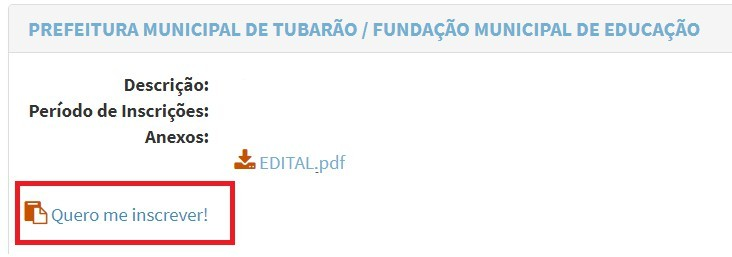 PREFEITURA MUNICIPAL DE TUBARÃO / FUNDAÇÃO MUNICIPAL DE EDUCAÇÃO
Descrição:
Período de Inscrições:
Anexos:
EDITAL.pdf
Quero me inscrever!